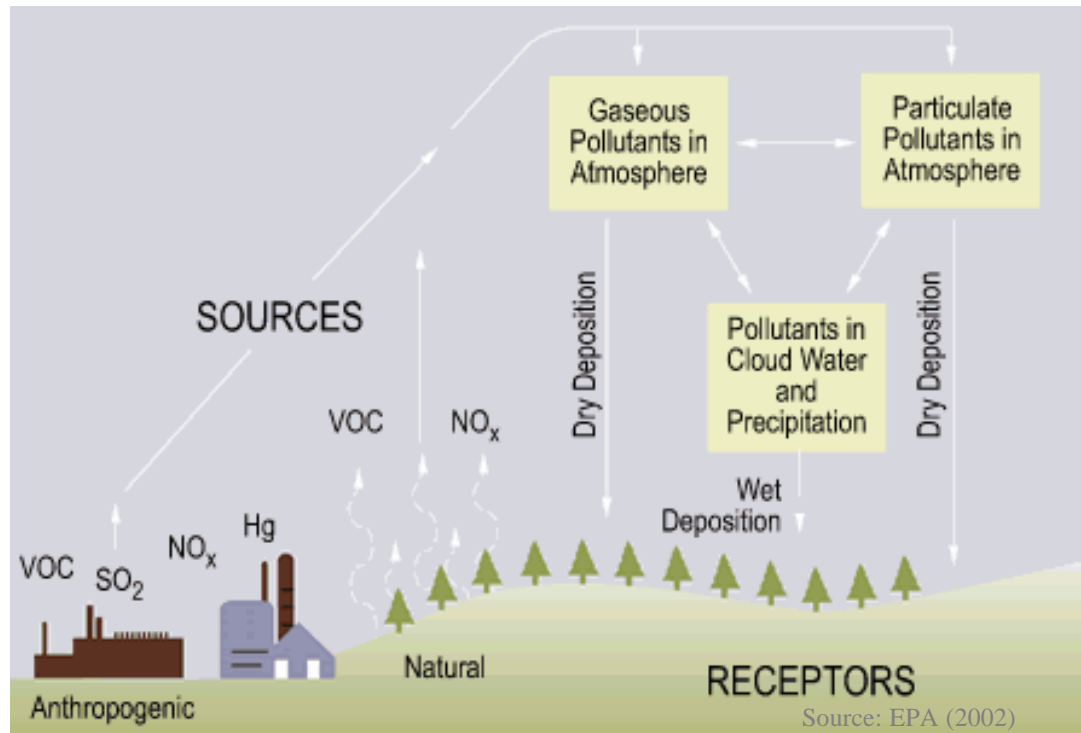 Gaseous
Pollutants in
Atmosphere
Particulate
Pollutants in
Atmosphere
SOURCES
Dry Deposition
Pollutants in
Cloud Water
and
Precipitation
Dry Deposition
VOC
NOx
Wet
Deposition
VOC
SO2
NOx
Hg
Natural
Anthropogenic
RECEPTORS
Source: EPA (2002)